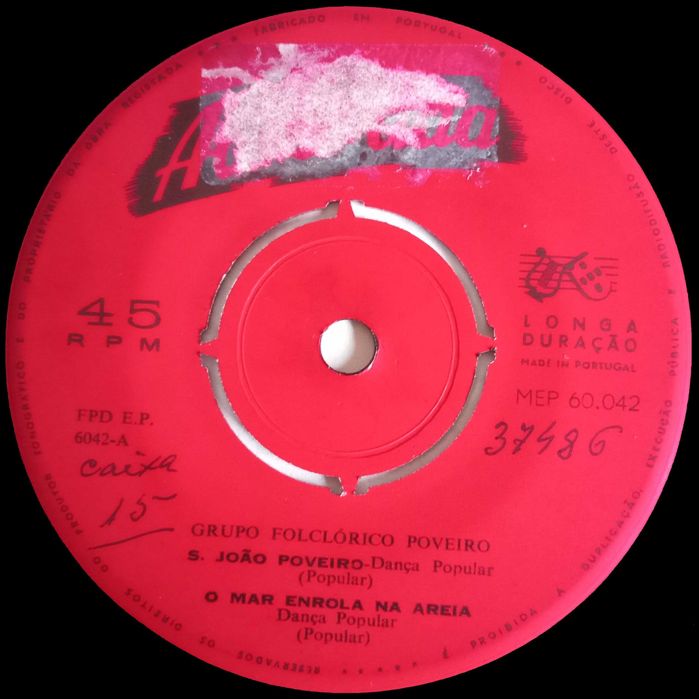 FABRICADO EM PORTUGAL
DIREITOS DO PRODUTOR FONOGRÁFICO E DO PROPRIETÁRIO DA OBRA REGISTADA
RESERVADOS OS
É PROIBIDA A DUPLICAÇÃO, EXECUÇÃO PÚBLICA E RADIODIFUSÃO DESTE DISCO
45
RPM
LONGA
DURAÇÃO
MADE IN PORTUGAL
FPD E.P.
6042-A
MEP 60.042
37486
caixa
15
GRUPO FOLCLÓRICO POVEIRO
S. JOÃO POVEIRO-Dança Popular
(Popular)
O MAR ENROLA NA AREIA
Dança Popular
(Popular)